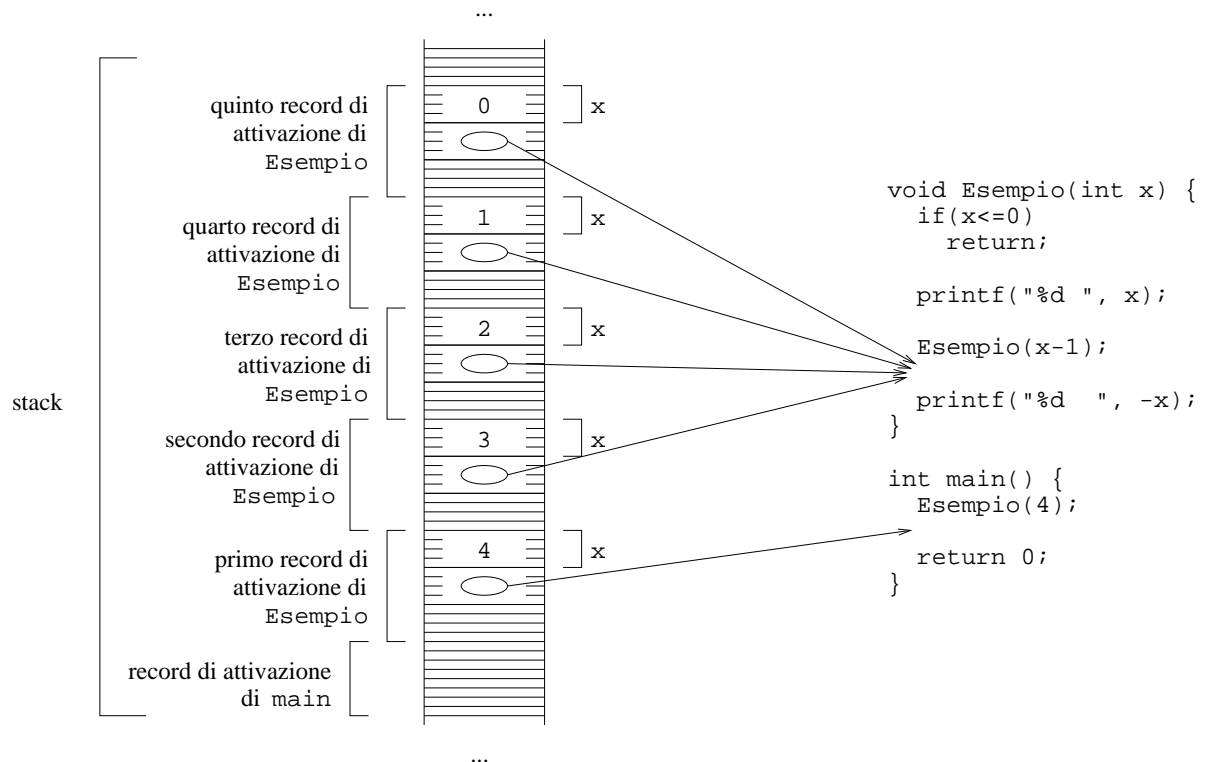 ...
quinto record di
attivazione di
Esempio
0
x
quarto record di
attivazione di
Esempio
1
x
terzo record di
attivazione di
Esempio
2
x
stack
secondo record di
attivazione di
Esempio
3
x
primo record di
attivazione di
Esempio
4
x
record di attivazione
di main
...
void Esempio(int x) {
if(x<=0)
return;
printf("%d ", x);
Esempio(x-1);
printf("%d  ", -x);
}
int main() {
Esempio(4);
return 0;
}